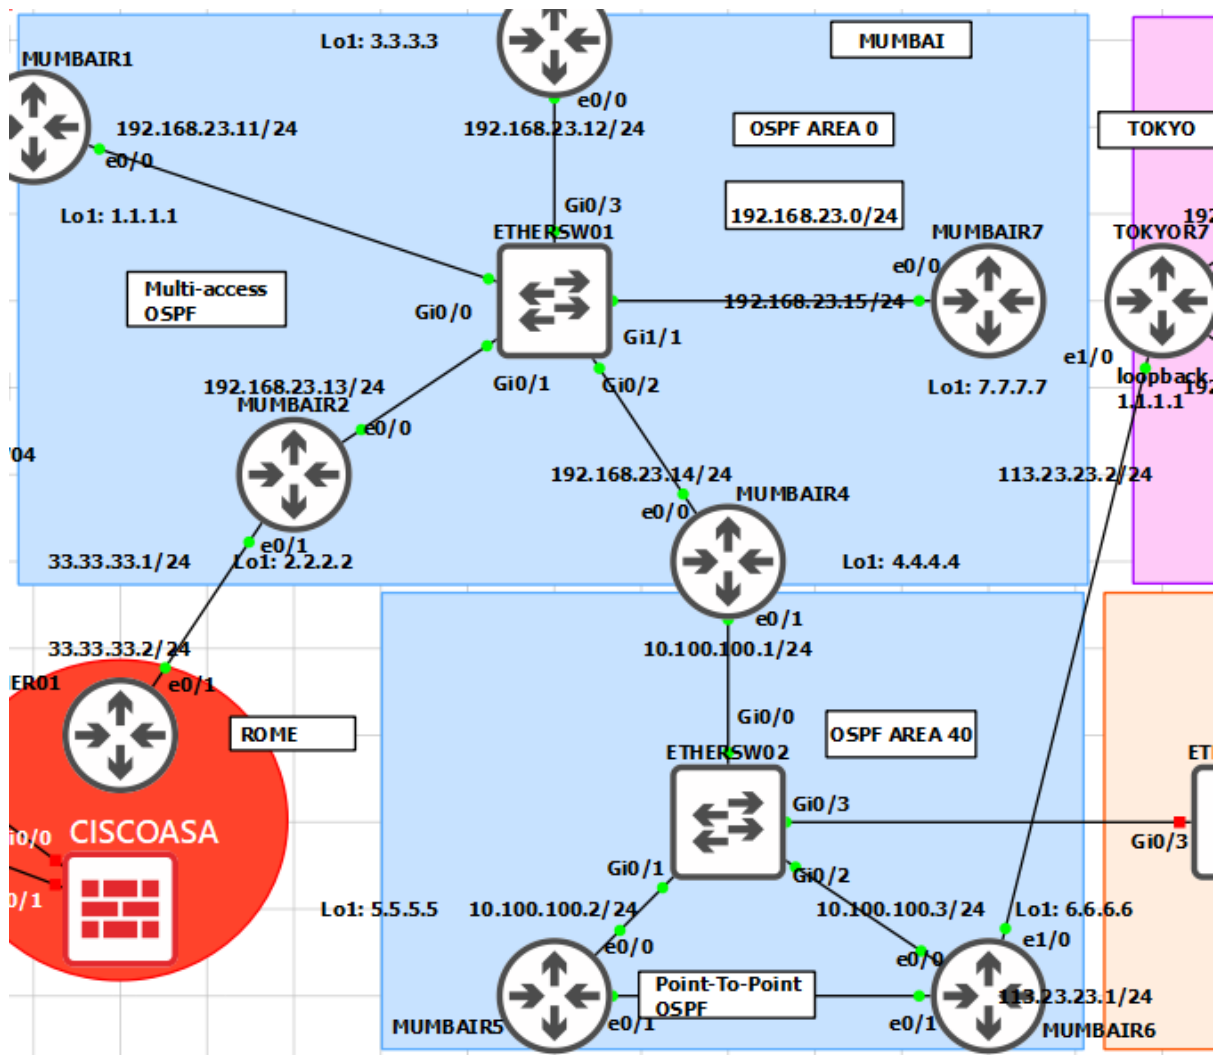 Lo1: 3.3.3.3
MUMBAI
MUMBAIR1
e0/0
192.168.23.11/24
192.168.23.12/24
OSPF AREA 0
TOKYO
e0/0
Lo1: 1.1.1.1
Gi0/3
192.168.23.0/24
192
ETHERSW01
MUMBAIR7
TOKYOR7
e0/0
Multi-access
OSPF
Gi0/0
192.168.23.15/24
Gi1/1
e1/0
192.168.23.13/24
Gi0/1
Gi0/2
Lo1: 7.7.7.7
loopback
192
1.1.1.1
MUMBAIR2
e0/0
/04
192.168.23.14/24
113.23.23.2/24
MUMBAIR4
e0/0
e0/1
33.33.33.1/24
Lo1: 2.2.2.2
Lo1: 4.4.4.4
e0/1
33.33.33.2/24
10.100.100.1/24
ER01
e0/1
ROME
Gi0/0
OSPF AREA 40
ETHERSW02
ET
Gi0/3
CISCOASA
i0/0
Gi0/3
Gi0/1
Gi0/2
0/1
Lo1: 5.5.5.5
10.100.100.2/24
10.100.100.3/24
Lo1: 6.6.6.6
e0/0
e0/0
e1/0
Point-To-Point
OSPF
113.23.23.1/24
MUMBAIR5
e0/1
e0/1
MUMBAIR6